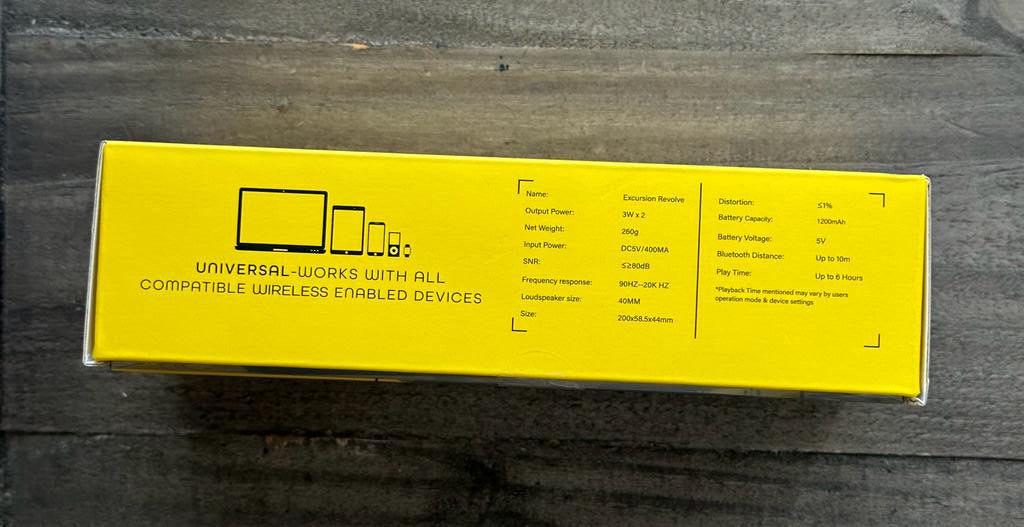 UNIVERSAL-WORKS WITH ALL
COMPATIBLE WIRELESS ENABLED DEVICES
Name: Excursion Revolve
Output Power: 3W x 2
Net Weight: 260g
Input Power: DC5V/400MA
SNR: ≤≥80dB
Frequency response: 90HZ--20K HZ
Loudspeaker size: 40MM
Size: 200x58.5x44mm
Distortion: ≤1%
Battery Capacity: 1200mAh
Battery Voltage: 5V
Bluetooth Distance: Up to 10m
Play Time: Up to 6 Hours
*Playback Time mentioned may vary by users
operation mode & device settings